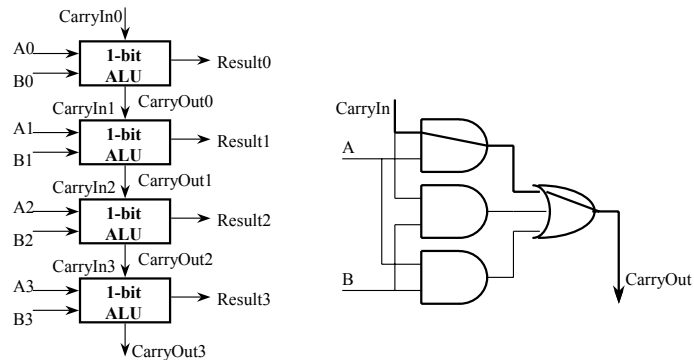 CarryIn0
A0
B0
1-bit
ALU
Result0
CarryIn1
CarryOut0
A1
B1
1-bit
ALU
Result1
CarryIn2
CarryOut1
A2
B2
1-bit
ALU
Result2
CarryIn3
CarryOut2
A3
B3
1-bit
ALU
Result3
CarryOut3
CarryIn
A
B
CarryOut